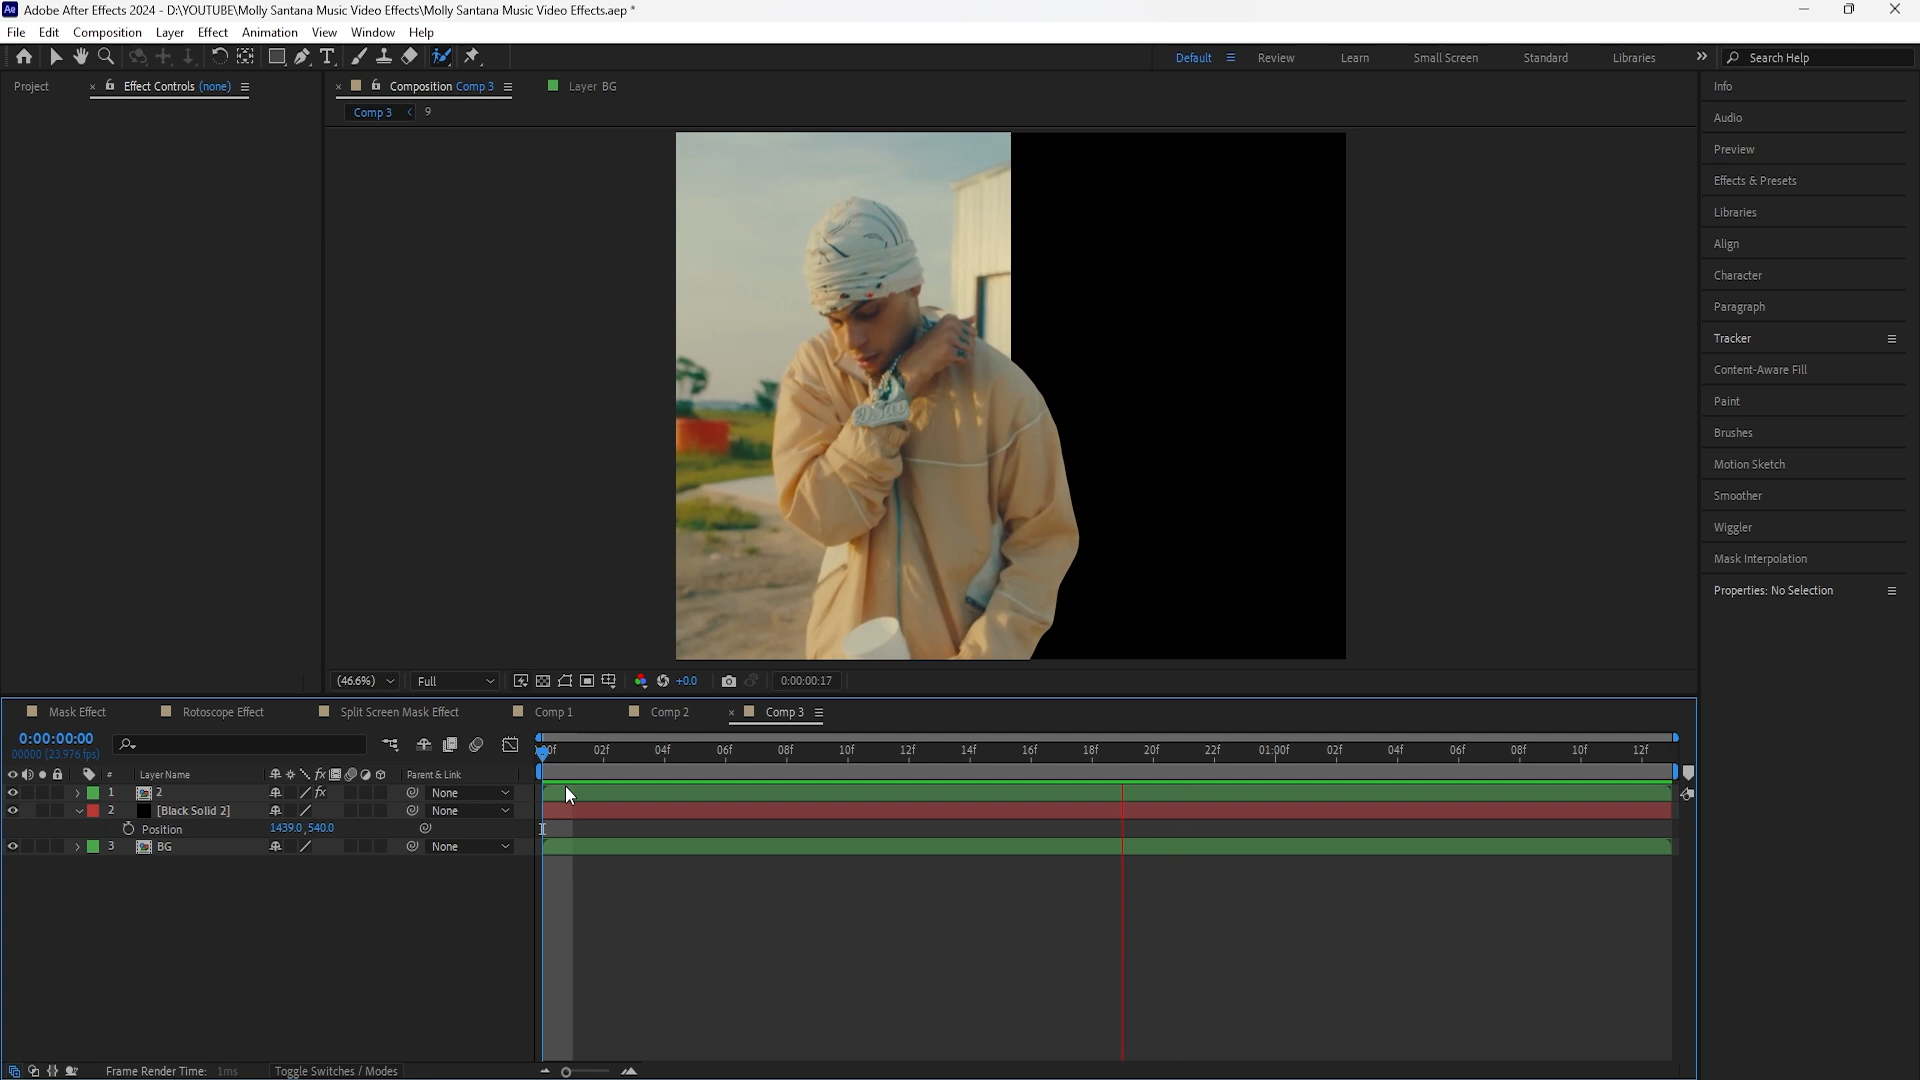 Adobe After Effects 2024 - D:\YOUTUBE\Molly Santana Music Video Effects\Molly Santana Music Video Effects.aep *
File Edit Composition Layer Effect Animation View Window Help
Default Review Learn Small Screen Standard Libraries Search Help
Project Effect Controls (none) Composition Comp 3 Layer BG
Comp 3 < 9
Info
Audio
Preview
Effects & Presets
Libraries
Align
Character
Paragraph
Tracker
Content-Aware Fill
Paint
Brushes
Motion Sketch
Smoother
Wiggler
Mask Interpolation
Properties: No Selection
(46.6%) Full +0.0 0:00:00:17
Mask Effect Rotoscope Effect Split Screen Mask Effect Comp 1 Comp 2 Comp 3
0:00:00:00
00000 (23.976 fps)
02f 04f 06f 08f 10f 12f 14f 16f 18f 20f 22f 01:00f 02f 04f 06f 08f 10f 12f
# Layer Name Parent & Link
1 2 None
2 [Black Solid 2] None
Position 1439.0, 540.0
3 BG None
Frame Render Time: 1ms Toggle Switches / Modes